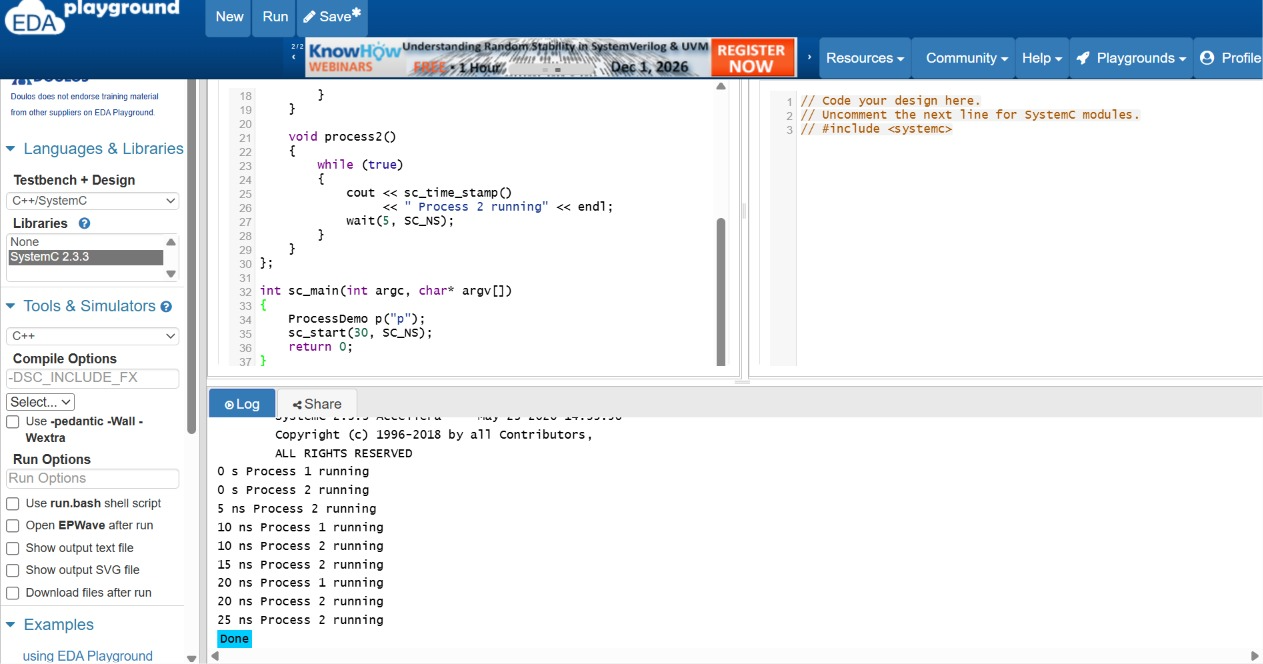 EDA playground
New Run Save*
2/2
KnowHow WEBINARS
Understanding Random Stability in SystemVerilog & UVM
FREE • 1 Hour
Dec 1, 2026
REGISTER NOW
Resources Community Help Playgrounds Profile
DOULOS
Doulos does not endorse training material
from other suppliers on EDA Playground.
Languages & Libraries
Testbench + Design
C++/SystemC
Libraries ?
None
SystemC 2.3.3
Tools & Simulators ?
C++
Compile Options
-DSC_INCLUDE_FX
Select...
Use -pedantic -Wall -
Wextra
Run Options
Run Options
Use run.bash shell script
Open EPWave after run
Show output text file
Show output SVG file
Download files after run
Examples
using EDA Playground
18         }
19     }
20
21     void process2()
22     {
23         while (true)
24         {
25             cout << sc_time_stamp()
26                  << " Process 2 running" << endl;
27             wait(5, SC_NS);
28         }
29     }
30 };
31
32 int sc_main(int argc, char* argv[])
33 {
34     ProcessDemo p("p");
35     sc_start(30, SC_NS);
36     return 0;
37 }
1 // Code your design here.
2 // Uncomment the next line for SystemC modules.
3 // #include <systemc>
Log Share
Copyright (c) 1996-2018 by all Contributors,
ALL RIGHTS RESERVED
0 s Process 1 running
0 s Process 2 running
5 ns Process 2 running
10 ns Process 1 running
10 ns Process 2 running
15 ns Process 2 running
20 ns Process 1 running
20 ns Process 2 running
25 ns Process 2 running
Done